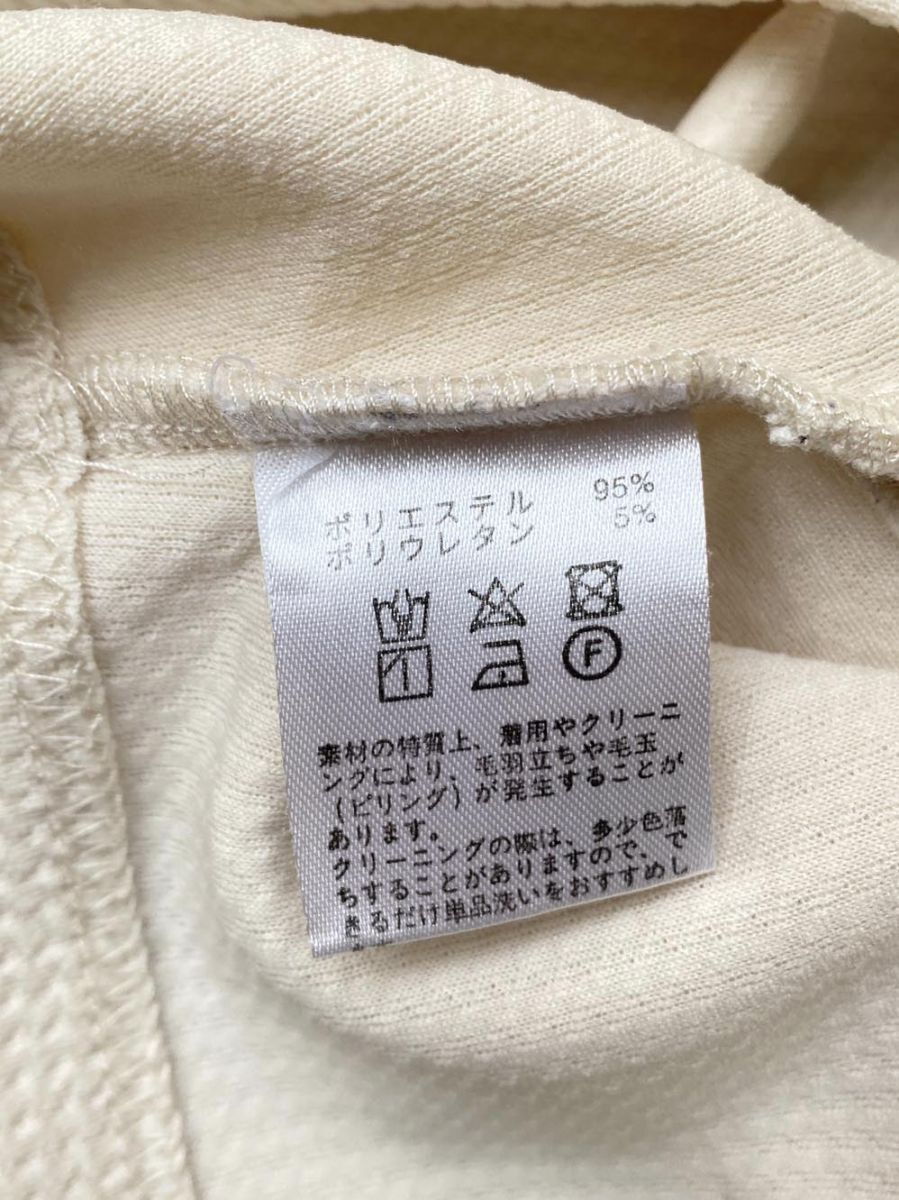 ポリエステル 95%
ポリウレタン 5%
F
素材の特質上、着用やクリーニ
ングにより、毛羽立ちや毛玉
(ピリング)が発生することが
あります。
クリーニングの際は、多少色落
ちすることがありますので、で
きるだけ単品洗いをおすすめし